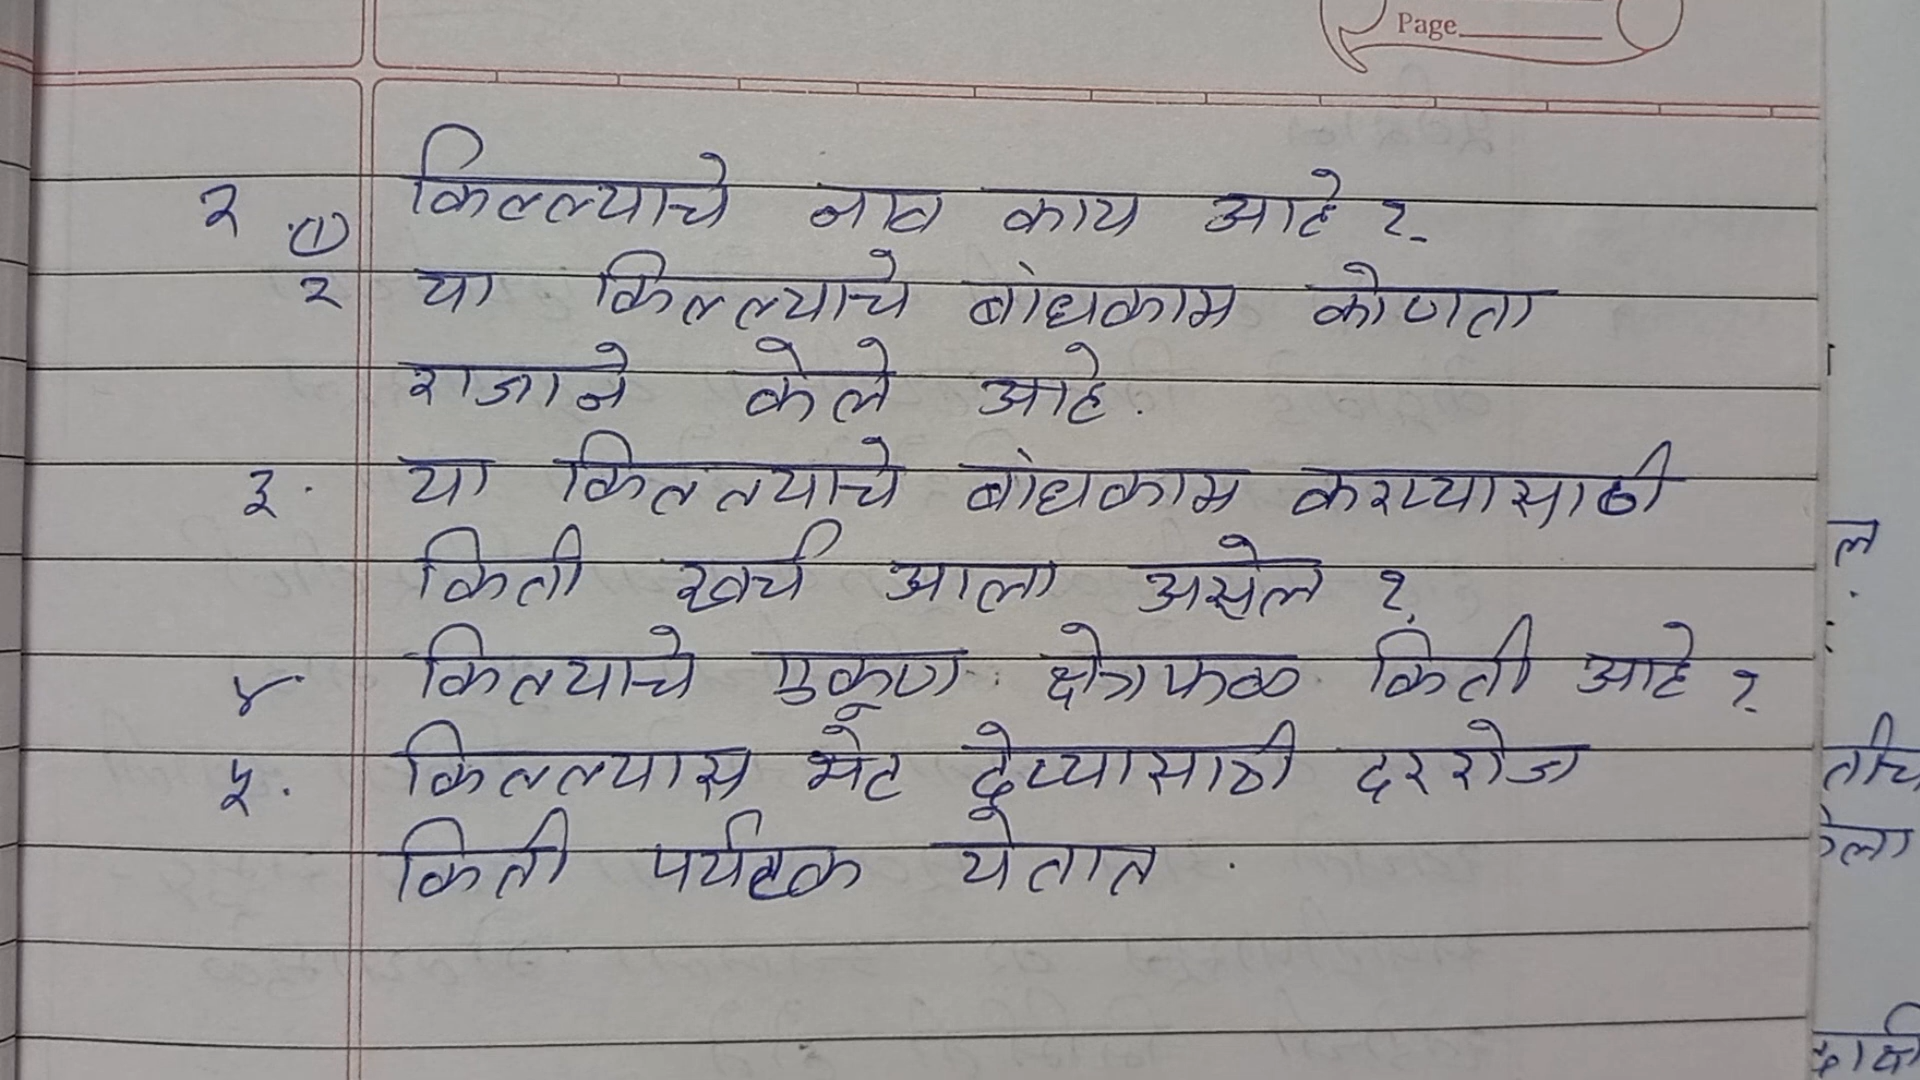 Page
२ (१) किल्ल्याचे नाव काय आहे ?
२ या किल्ल्याचे बांधकाम कोणता
राजाने केले आहे.
३. या किल्ल्याचे बांधकाम करण्यासाठी
किती खर्च आला असेल ?
४. किल्याचे एकूण क्षेत्रफळ किती आहे ?
५. किल्ल्यास भेट देण्यासाठी दररोज
किती पर्यटक येतात .
ल